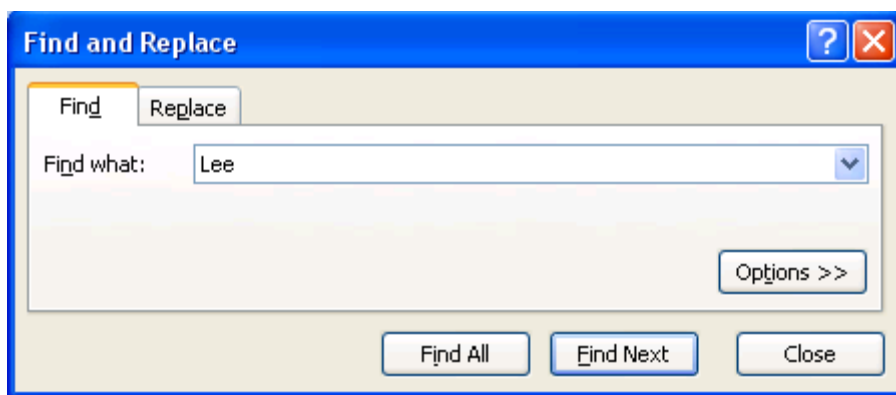 Find and Replace
Find Replace
Find what: Lee
Options >>
Find All Find Next Close